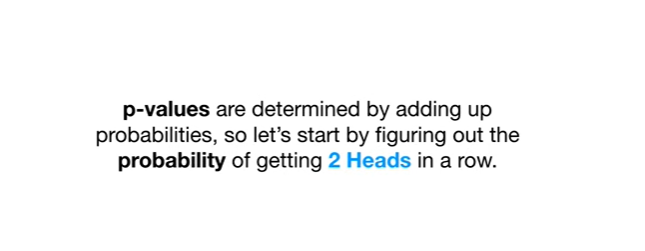 p-values are determined by adding up
probabilities, so let's start by figuring out the
probability of getting 2 Heads in a row.